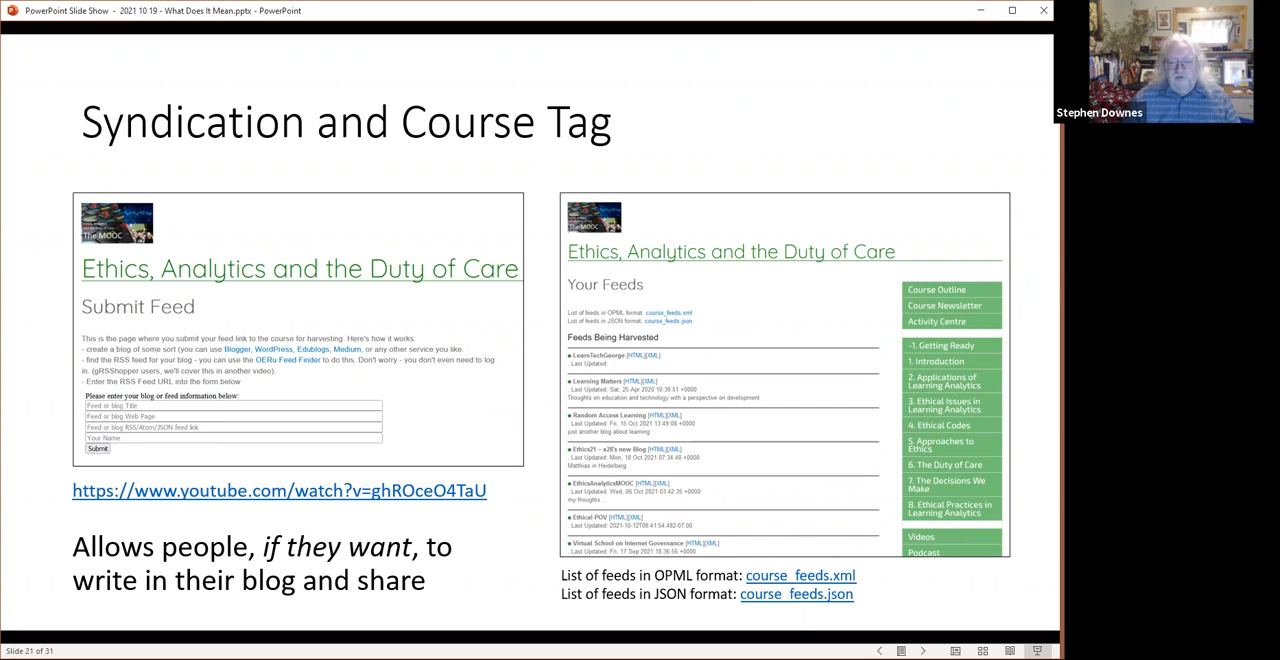 PowerPoint Slide Show - 2021 10 19 - What Does It Mean.pptx - PowerPoint
Stephen Downes
Syndication and Course Tag
The MOOC
Ethics, Analytics and the Duty of Care
Submit Feed
This is the page where you submit your feed link to the course for harvesting. Here's how it works:
- create a blog of some sort (you can use Blogger, WordPress, Edublogs, Medium, or any other service you like.
- find the RSS feed for your blog - you can use the OERu Feed Finder to do this. Don't worry - you don't even need to log
in. (gRSShopper users, we'll cover this in another video).
- Enter the RSS Feed URL into the form below
Please enter your blog or feed information below:
Feed or blog Title
Feed or blog Web Page
Feed or blog RSS/Atom/JSON feed link
Your Name
Submit
https://www.youtube.com/watch?v=ghROceO4TaU
Allows people, if they want, to
write in their blog and share
The MOOC
Ethics, Analytics and the Duty of Care
Your Feeds
List of feeds in OPML format: course_feeds.xml
List of feeds in JSON format: course_feeds.json
Feeds Being Harvested
LearnTechGeorge [HTML][XML]
. Last Updated:
Learning Matters [HTML][XML]
. Last Updated: Sat, 25 Apr 2020 10:38:51 +0000
Thoughts on education and technology with a perspective on development
Random Access Learning [HTML][XML]
. Last Updated: Fri, 15 Oct 2021 13:49:08 +0000
just another blog about learning
Ethics21 – x28's new Blog [HTML][XML]
. Last Updated: Mon, 18 Oct 2021 07:34:48 +0000
Matthias in Heidelberg
EthicsAnalyticsMOOC [HTML][XML]
. Last Updated: Wed, 06 Oct 2021 03:42:35 +0000
my thoughts ...
Ethical POV [HTML][XML]
. Last Updated: 2021-10-12T08:41:54.482-07:00
Virtual School on Internet Governance [HTML][XML]
. Last Updated: Fri, 17 Sep 2021 18:36:56 +0000
Course Outline
Course Newsletter
Activity Centre
-1. Getting Ready
1. Introduction
2. Applications of
Learning Analytics
3. Ethical Issues in
Learning Analytics
4. Ethical Codes
5. Approaches to
Ethics
6. The Duty of Care
7. The Decisions We
Make
8. Ethical Practices in
Learning Analytics
Videos
Podcast
List of feeds in OPML format: course_feeds.xml
List of feeds in JSON format: course_feeds.json
Slide 21 of 31